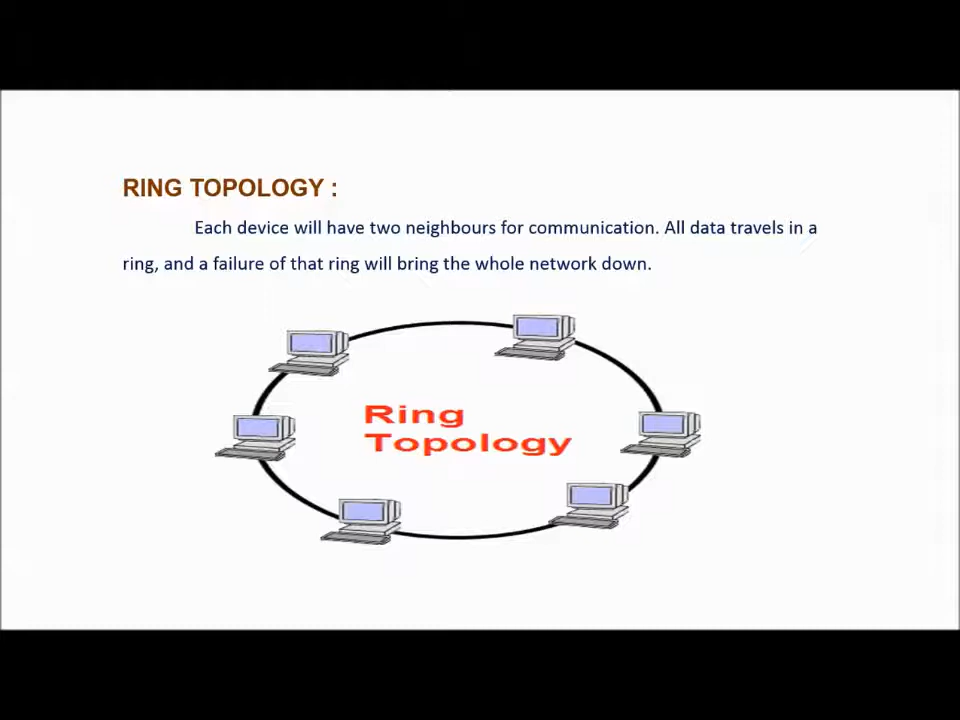 RING TOPOLOGY :
Each device will have two neighbours for communication. All data travels in a
ring, and a failure of that ring will bring the whole network down.
Ring
Topology